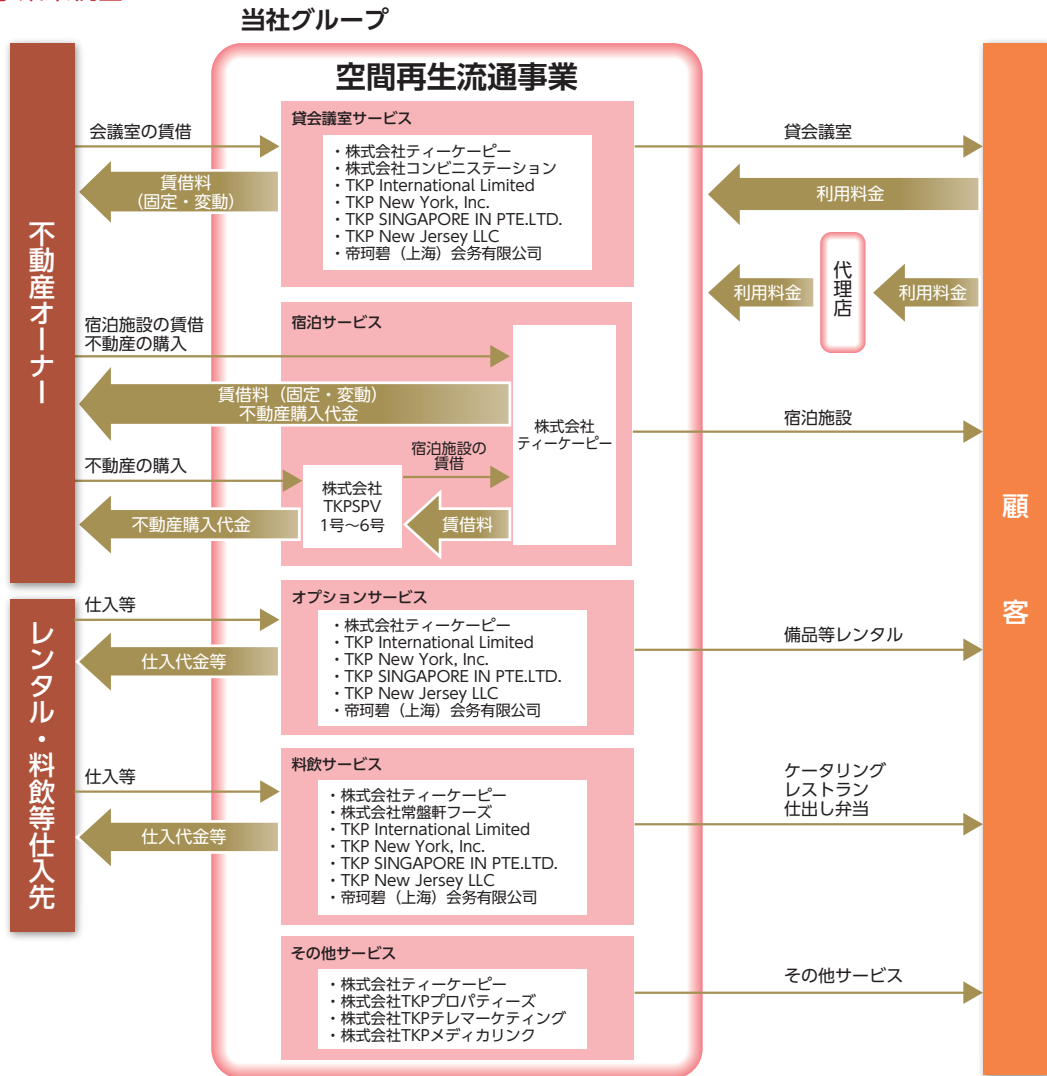 当社グループ
空間再生流通事業
不動産オーナー
会議室の賃借
賃借料
(固定・変動)
貸会議室サービス
・株式会社ティーケーピー
・株式会社コンビニステーション
・TKP International Limited
・TKP New York, Inc.
・TKP SINGAPORE IN PTE.LTD.
・TKP New Jersey LLC
・帝珂碧（上海）会务有限公司
貸会議室
利用料金
利用料金
代理店
利用料金
宿泊施設の賃借
不動産の購入
賃借料（固定・変動）
不動産購入代金
宿泊サービス
株式会社
ティーケーピー
宿泊施設
不動産の購入
不動産購入代金
株式会社
TKPSPV
1号～6号
宿泊施設の
賃借
賃借料
顧客
レンタル・料飲等仕入先
仕入等
仕入代金等
オプションサービス
・株式会社ティーケーピー
・TKP International Limited
・TKP New York, Inc.
・TKP SINGAPORE IN PTE.LTD.
・TKP New Jersey LLC
・帝珂碧（上海）会务有限公司
備品等レンタル
仕入等
仕入代金等
料飲サービス
・株式会社ティーケーピー
・株式会社常盤軒フーズ
・TKP International Limited
・TKP New York, Inc.
・TKP SINGAPORE IN PTE.LTD.
・TKP New Jersey LLC
・帝珂碧（上海）会务有限公司
ケータリング
レストラン
仕出し弁当
その他サービス
・株式会社ティーケーピー
・株式会社TKPプロパティーズ
・株式会社TKPテレマーケティング
・株式会社TKPメディカリンク
その他サービス